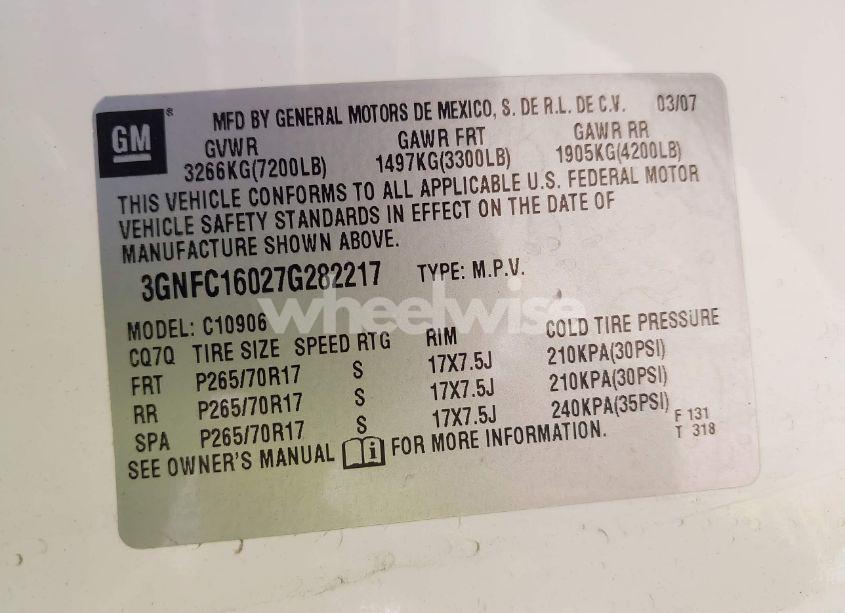 GM ®
MFD BY GENERAL MOTORS DE MEXICO, S. DE R.L. DE C.V. 03/07
GVWR GAWR FRT GAWR RR
3266KG(7200LB) 1497KG(3300LB) 1905KG(4200LB)
THIS VEHICLE CONFORMS TO ALL APPLICABLE U.S. FEDERAL MOTOR
VEHICLE SAFETY STANDARDS IN EFFECT ON THE DATE OF
MANUFACTURE SHOWN ABOVE.
3GNFC16027G282217 TYPE: M.P.V.
wheelwise
MODEL: C10906
CQ7Q TIRE SIZE SPEED RTG RIM COLD TIRE PRESSURE
FRT P265/70R17 S 17X7.5J 210KPA(30PSI)
RR P265/70R17 S 17X7.5J 210KPA(30PSI)
SPA P265/70R17 S 17X7.5J 240KPA(35PSI)
F 131
T 318
SEE OWNER'S MANUAL i FOR MORE INFORMATION.